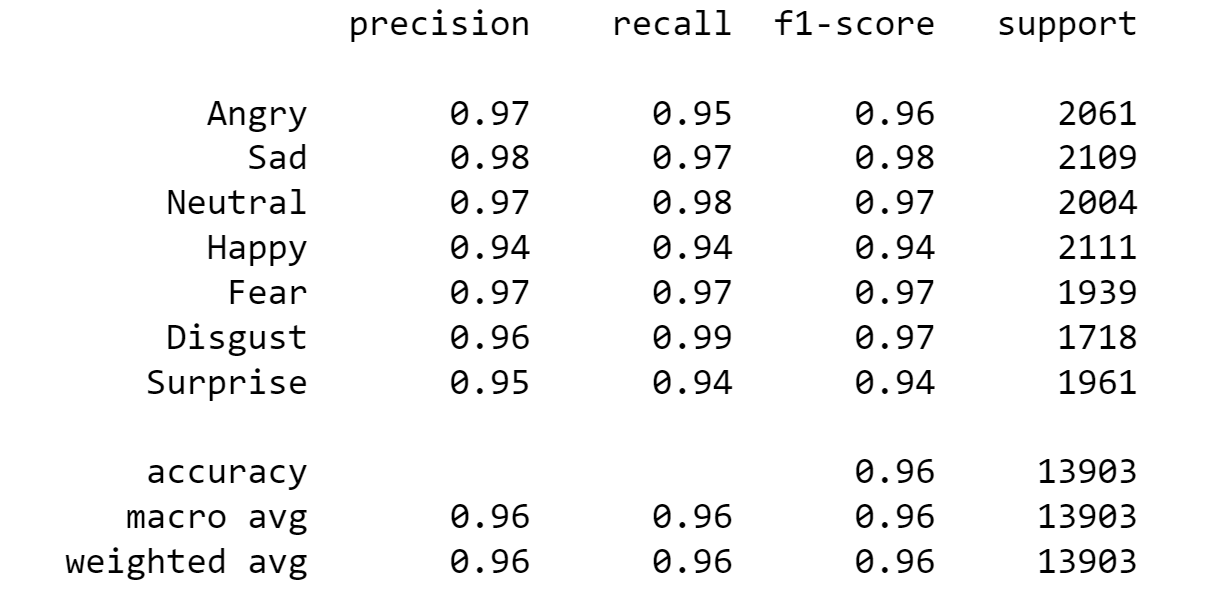 precision recall f1-score support
Angry 0.97 0.95 0.96 2061
Sad 0.98 0.97 0.98 2109
Neutral 0.97 0.98 0.97 2004
Happy 0.94 0.94 0.94 2111
Fear 0.97 0.97 0.97 1939
Disgust 0.96 0.99 0.97 1718
Surprise 0.95 0.94 0.94 1961
accuracy 0.96 13903
macro avg 0.96 0.96 0.96 13903
weighted avg 0.96 0.96 0.96 13903